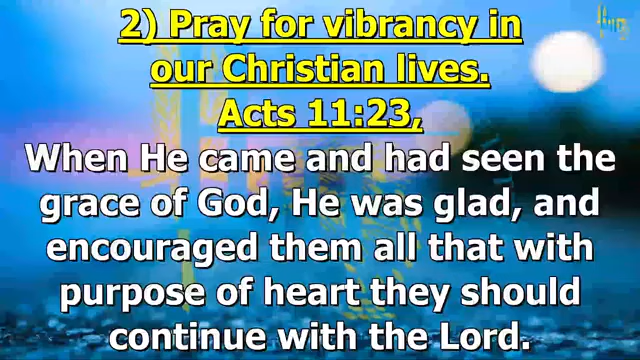 2) Pray for vibrancy in
our Christian lives.
Acts 11:23,
When He came and had seen the
grace of God, He was glad, and
encouraged them all that with
purpose of heart they should
continue with the Lord.